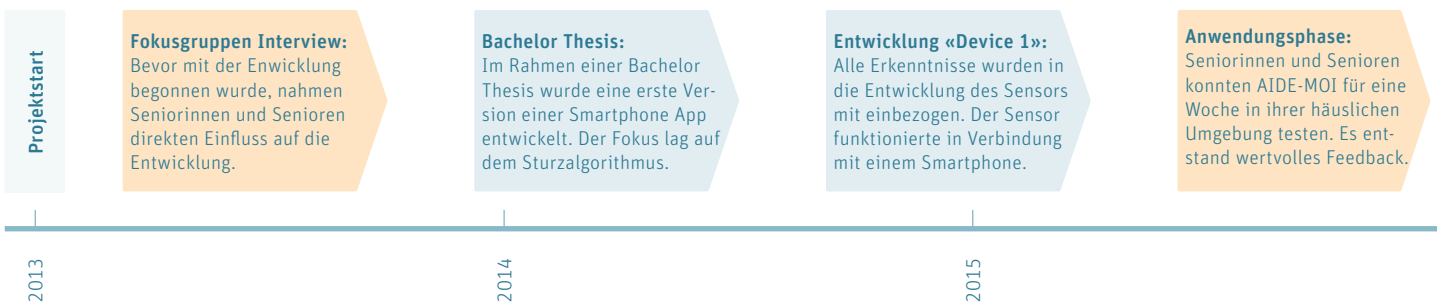 Projektstart
Fokusgruppen Interview:
Bevor mit der Enwicklung
begonnen wurde, nahmen
Seniorinnen und Senioren
direkten Einfluss auf die
Entwicklung.
Bachelor Thesis:
Im Rahmen einer Bachelor
Thesis wurde eine erste Ver-
sion einer Smartphone App
entwickelt. Der Fokus lag auf
dem Sturzalgorithmus.
Entwicklung «Device 1»:
Alle Erkenntnisse wurden in
die Entwicklung des Sensors
mit einbezogen. Der Sensor
funktionierte in Verbindung
mit einem Smartphone.
Anwendungsphase:
Seniorinnen und Senioren
konnten AIDE-MOI für eine
Woche in ihrer häuslichen
Umgebung testen. Es ent-
stand wertvolles Feedback.
2013
2014
2015